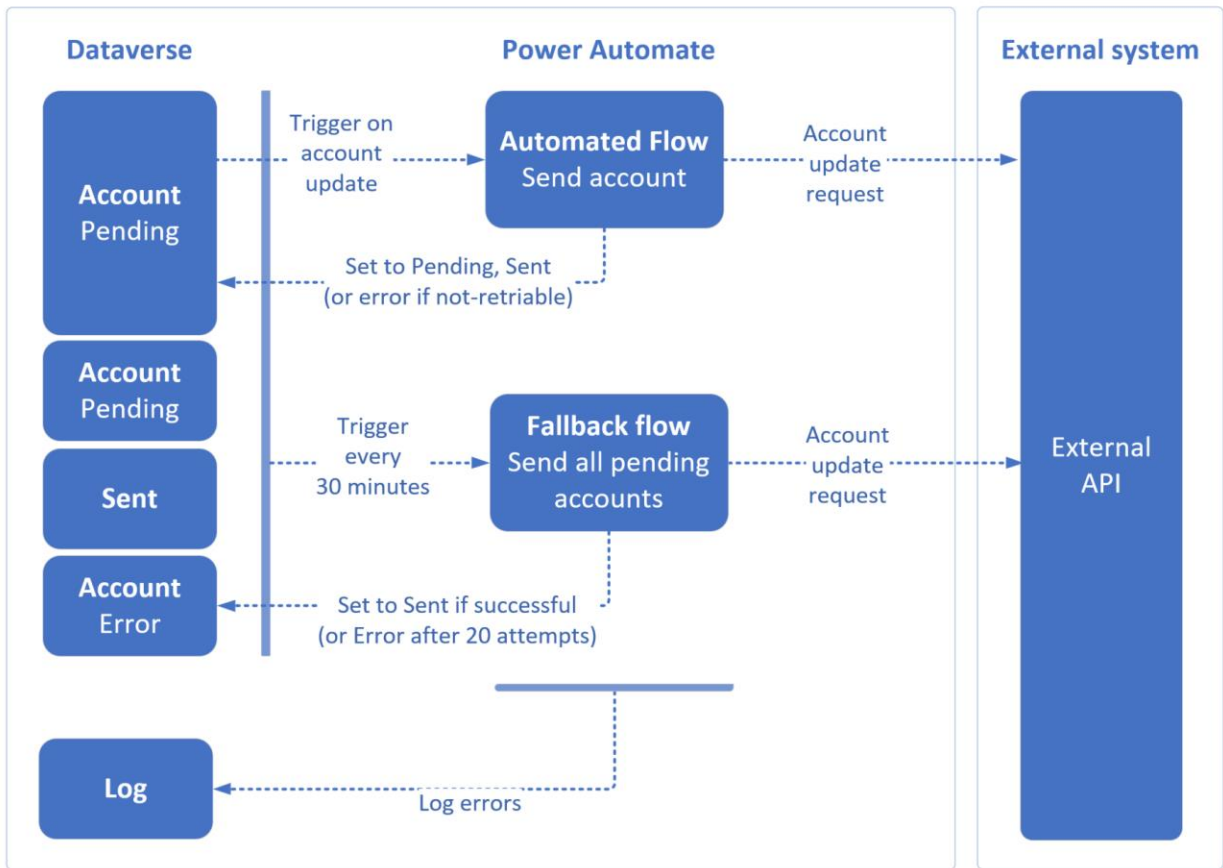 Dataverse
Power Automate
External system
Account
Pending
Trigger on
account
update
Automated Flow
Send account
Account
update
request
Set to Pending, Sent
(or error if not-retriable)
Account
Pending
Trigger
every
30 minutes
Fallback flow
Send all pending
accounts
Account
update
request
External
API
Sent
Account
Error
Set to Sent if successful
(or Error after 20 attempts)
Log
Log errors